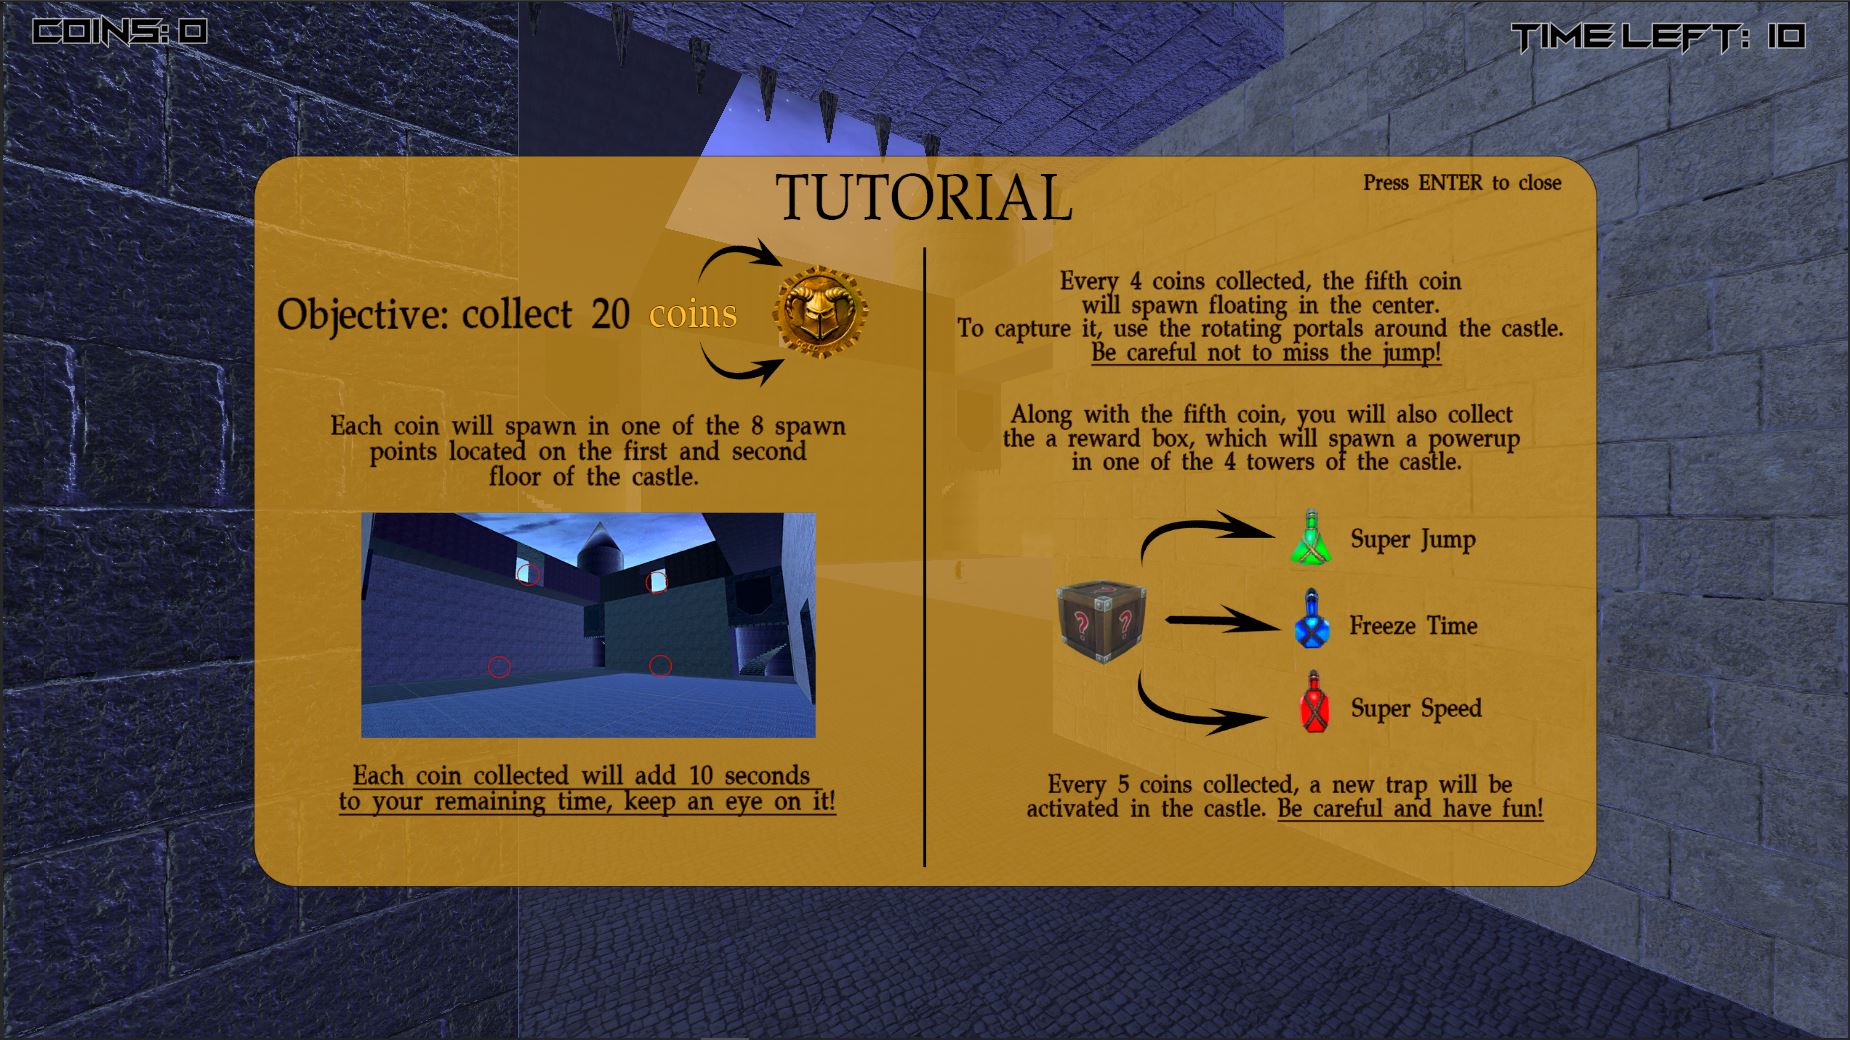 COINS: 0
TIME LEFT: 10
TUTORIAL
Press ENTER to close
Objective: collect 20 coins
Each coin will spawn in one of the 8 spawn
points located on the first and second
floor of the castle.
Each coin collected will add 10 seconds
to your remaining time, keep an eye on it!
Every 4 coins collected, the fifth coin
will spawn floating in the center.
To capture it, use the rotating portals around the castle.
Be careful not to miss the jump!
Along with the fifth coin, you will also collect
the a reward box, which will spawn a powerup
in one of the 4 towers of the castle.
? ?
Super Jump
Freeze Time
Super Speed
Every 5 coins collected, a new trap will be
activated in the castle. Be careful and have fun!